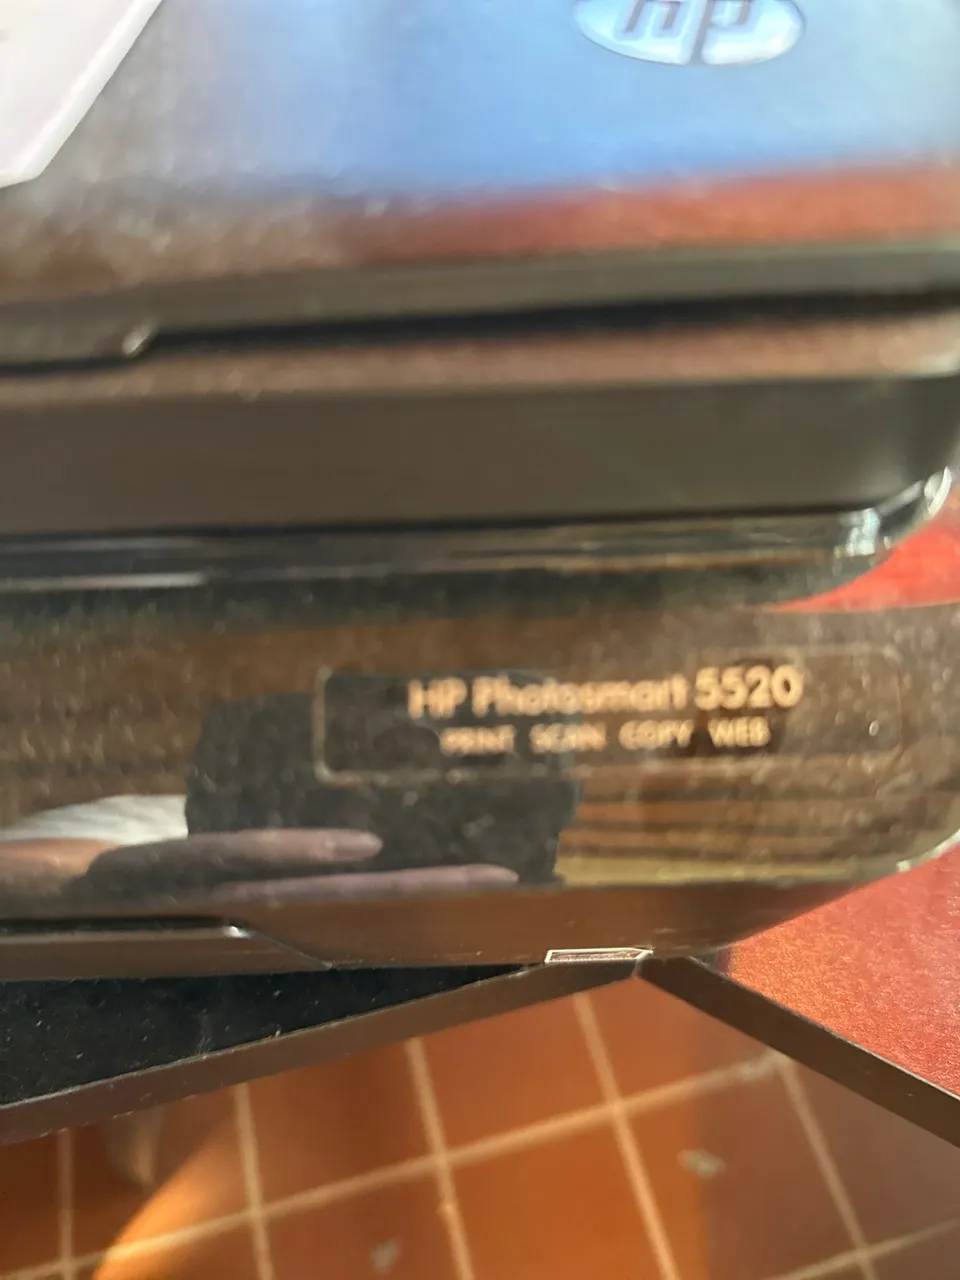 hp
HP Photosmart 5520
PRINT SCAN COPY WEB